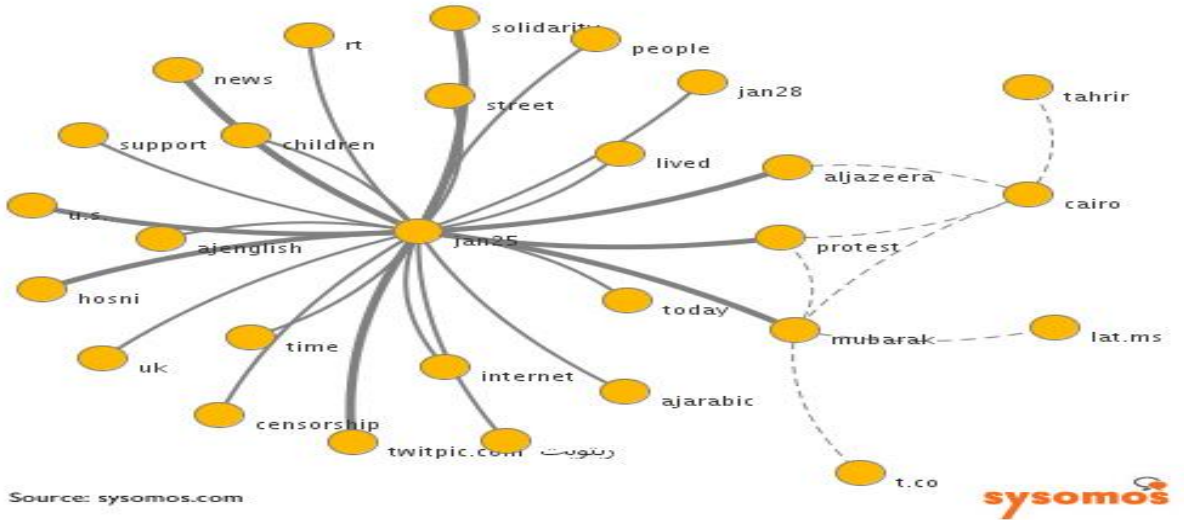 solidarity
rt
people
news
jan28
tahrir
street
support
children
lived
aljazeera
cairo
u.s.
ajenglish
jan25
protest
hosni
today
mubarak
lat.ms
time
uk
internet
ajarabic
censorship
twitpic.com
ريتويت
t.co
Source: sysomos.com
sysomos